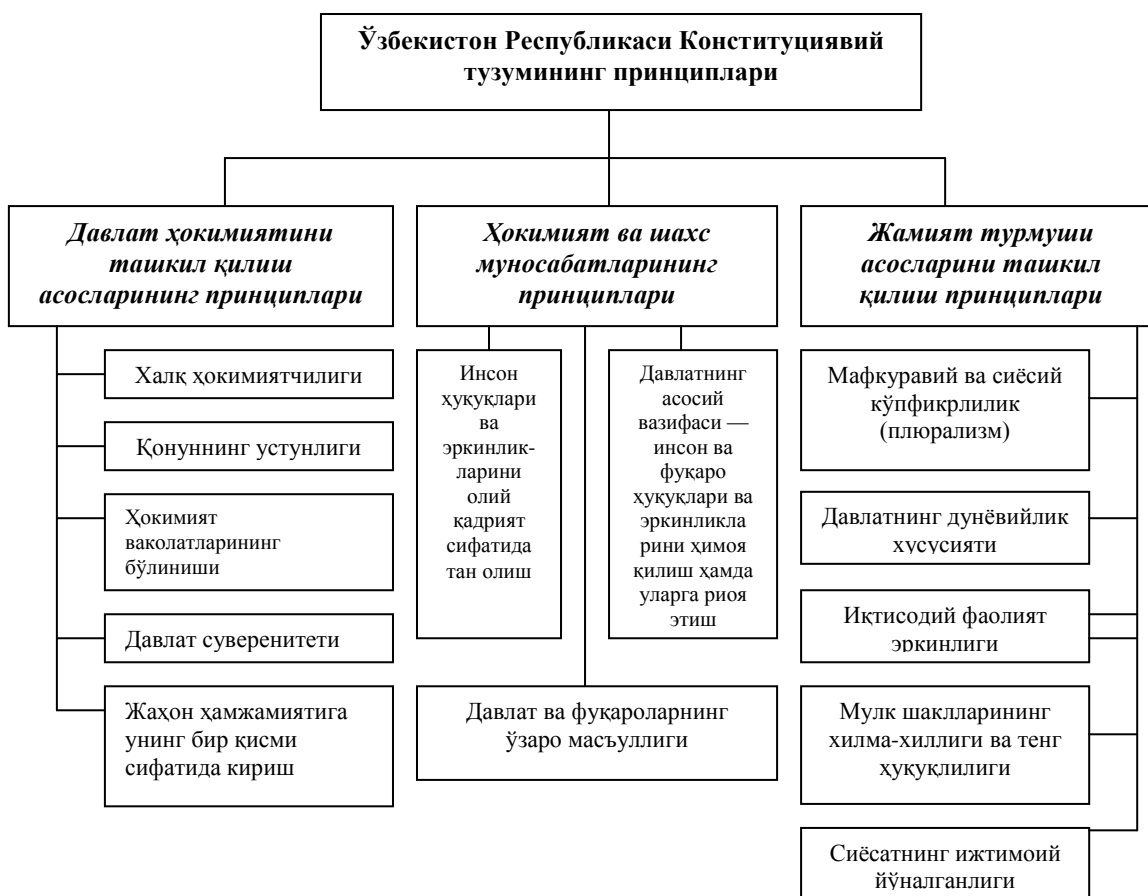 Ўзбекистон Республикаси Конституциявий
тузумининг принциплари
Давлат ҳокимиятини
ташкил қилиш
асосларининг принциплари
Халқ ҳокимиятчилиги
Қонуннинг устунлиги
Ҳокимият
ваколатларининг
бўлиниши
Давлат суверенитети
Жаҳон ҳамжамиятига
унинг бир қисми
сифатида кириш
Ҳокимият ва шахс
муносабатларининг
принциплари
Инсон
ҳуқуқлари
ва
эркинлик-
ларини
олий
қадрият
сифатида
тан олиш
Давлатнинг
асосий
вазифаси —
инсон ва
фуқаро
ҳуқуқлари ва
эркинликла
рини ҳимоя
қилиш ҳамда
уларга риоя
этиш
Давлат ва фуқароларнинг
ўзаро масъуллиги
Жамият турмуши
асосларини ташкил
қилиш принциплари
Мафкуравий ва сиёсий
кўпфикрлилик
(плюрализм)
Давлатнинг дунёвийлик
хусусияти
Иқтисодий фаолият
эркинлиги
Мулк шаклларининг
хилма-хиллиги ва тенг
ҳуқуқлилиги
Сиёсатнинг ижтимоий
йўналганлиги